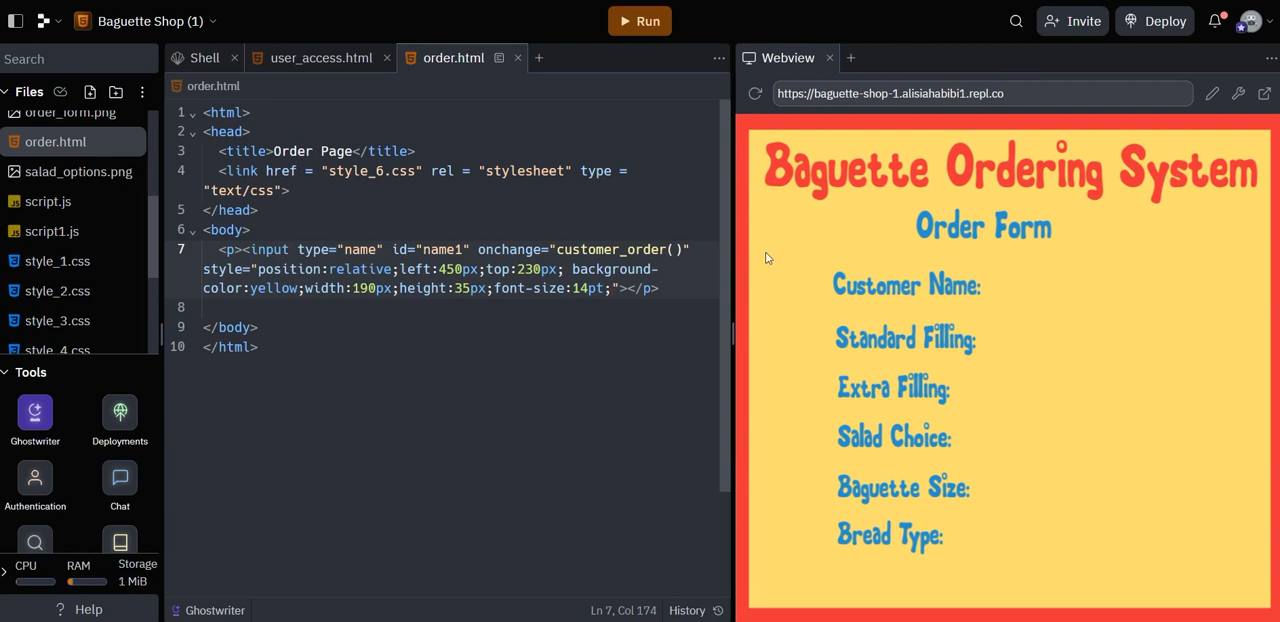 Baguette Shop (1)
Run
Invite
Deploy
Search
Shell
user_access.html
order.html
Webview
Files
order.html
https://baguette-shop-1.alisiahabibi1.repl.co
order_form.png
order.html
salad_options.png
script.js
script1.js
style_1.css
style_2.css
style_3.css
style_4.css
1 <html>
2 <head>
3 <title>Order Page</title>
4 <link href = "style_6.css" rel = "stylesheet" type =
"text/css">
5 </head>
6 <body>
7 <p><input type="name" id="name1" onchange="customer_order()"
style="position:relative;left:450px;top:230px; background-
color:yellow;width:190px;height:35px;font-size:14pt;"></p>
8
9 </body>
10 </html>
Baguette Ordering System
Order Form
Customer Name:
Standard Filling:
Extra Filling:
Salad Choice:
Baguette Size:
Bread Type:
Tools
Ghostwriter
Deployments
Authentication
Chat
CPU
RAM
Storage
1 MiB
Help
Ghostwriter
Ln 7, Col 174
History